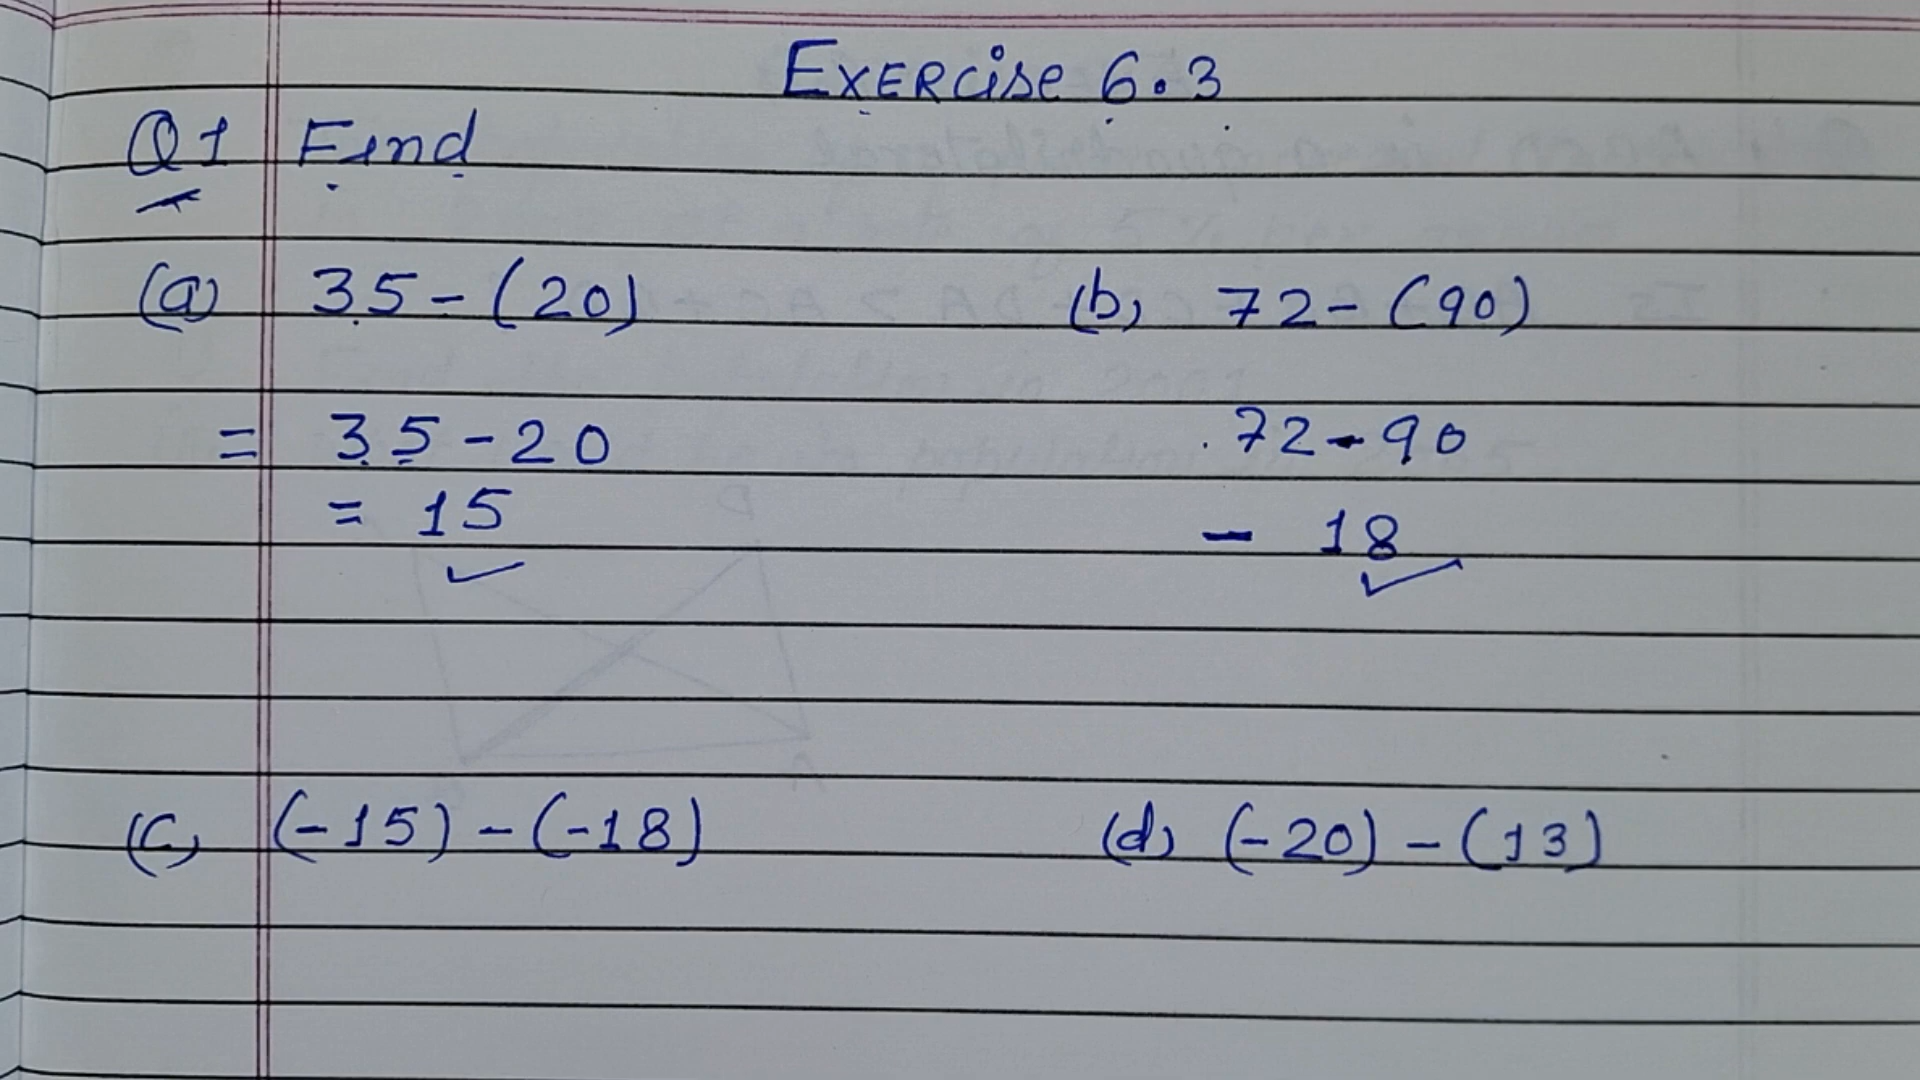 Exercise 6.3
Q1 Find
(a) 35-(20) (b) 72-(90)
= 35-20 72-90
= 15 - 18
(c) (-15)-(-18) (d) (-20)-(13)